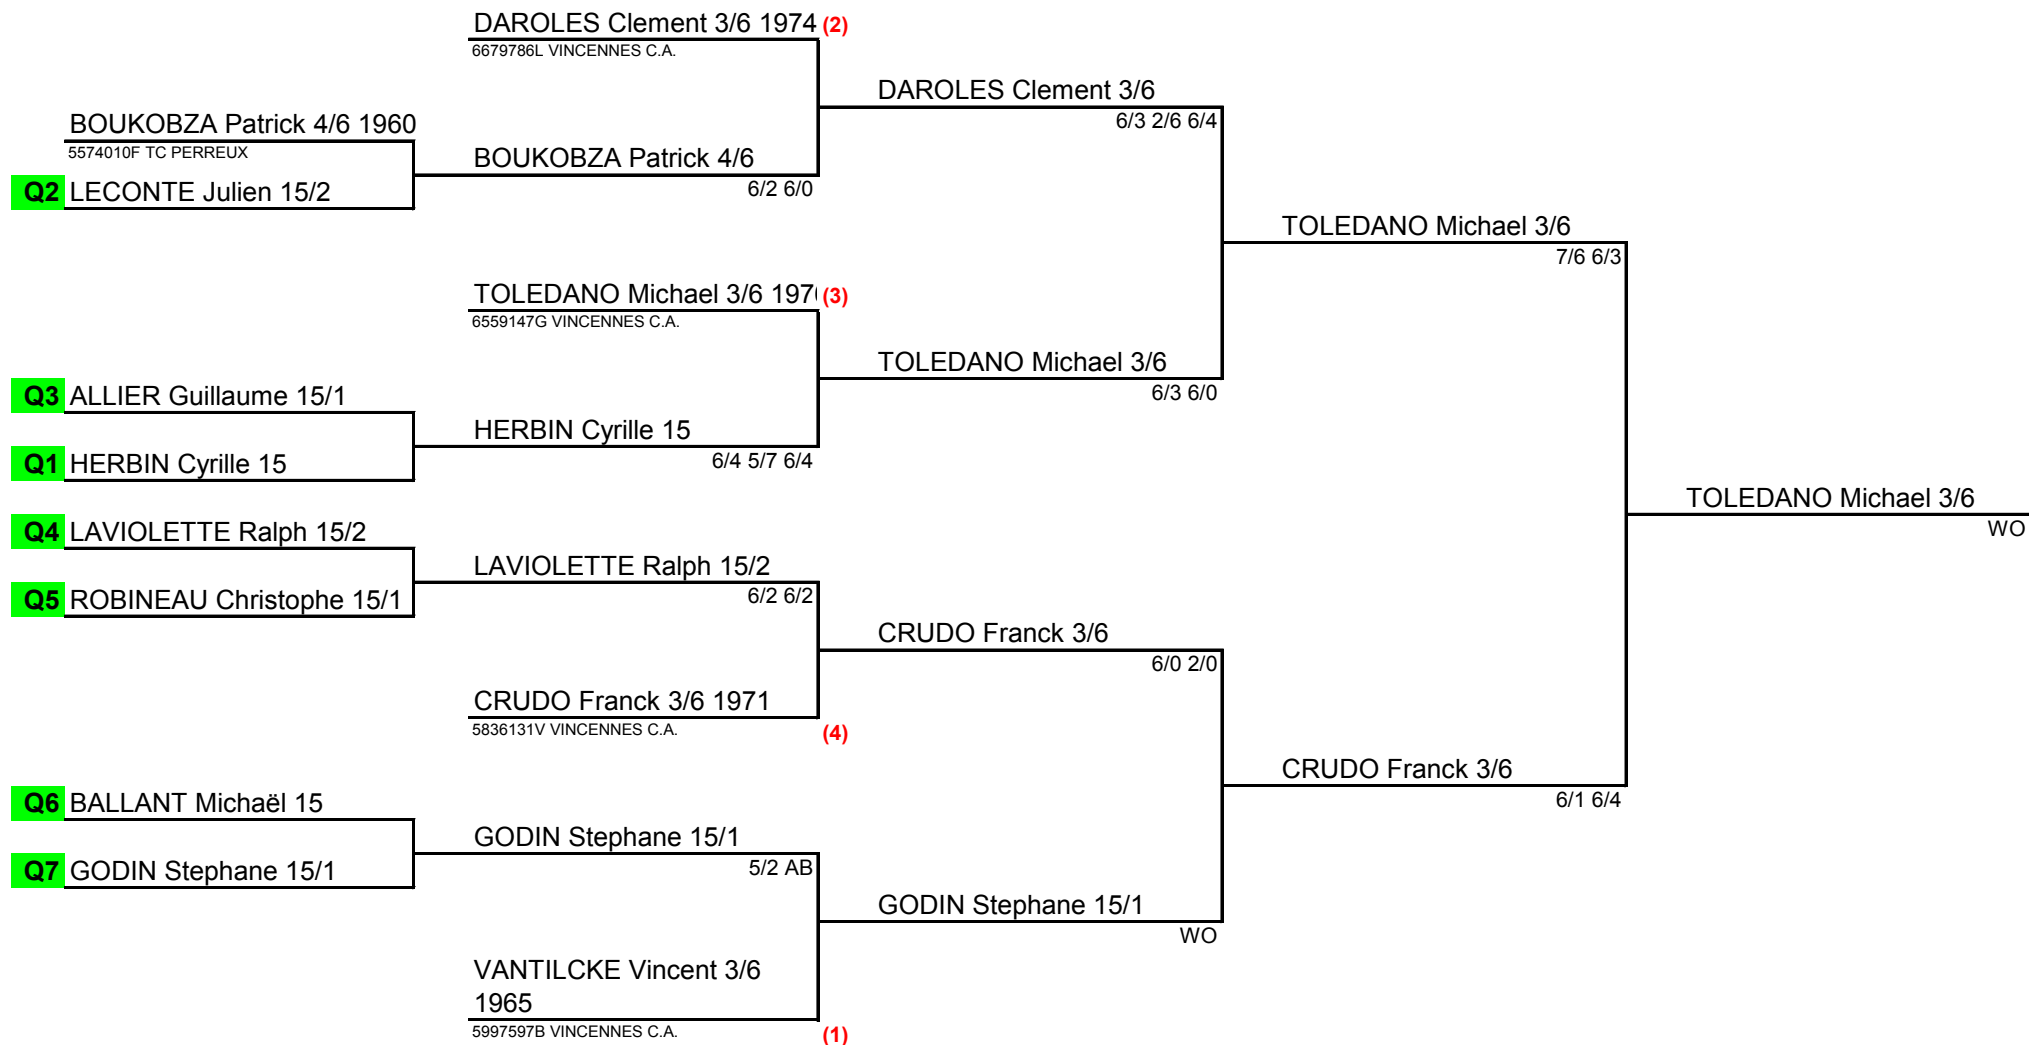 DAROLES Clement 3/6 1974 (2)
6679786L VINCENNES C.A.
DAROLES Clement 3/6
6/3 2/6 6/4
BOUKOBZA Patrick 4/6 1960
5574010F TC PERREUX
BOUKOBZA Patrick 4/6
6/2 6/0
Q2 LECONTE Julien 15/2
TOLEDANO Michael 3/6
7/6 6/3
TOLEDANO Michael 3/6 (3)
6559147G VINCENNES C.A.
TOLEDANO Michael 3/6
6/3 6/0
Q3 ALLIER Guillaume 15/1
HERBIN Cyrille 15
6/4 5/7 6/4
Q1 HERBIN Cyrille 15
TOLEDANO Michael 3/6
WO
Q4 LAVIOLETTE Ralph 15/2
LAVIOLETTE Ralph 15/2
6/2 6/2
Q5 ROBINEAU Christophe 15/1
CRUDO Franck 3/6
6/0 2/0
CRUDO Franck 3/6 1971
5836131V VINCENNES C.A.
(4)
CRUDO Franck 3/6
6/1 6/4
Q6 BALLANT Michaël 15
GODIN Stephane 15/1
5/2 AB
Q7 GODIN Stephane 15/1
GODIN Stephane 15/1
WO
VANTILCKE Vincent 3/6
1965
5997597B VINCENNES C.A.
(1)